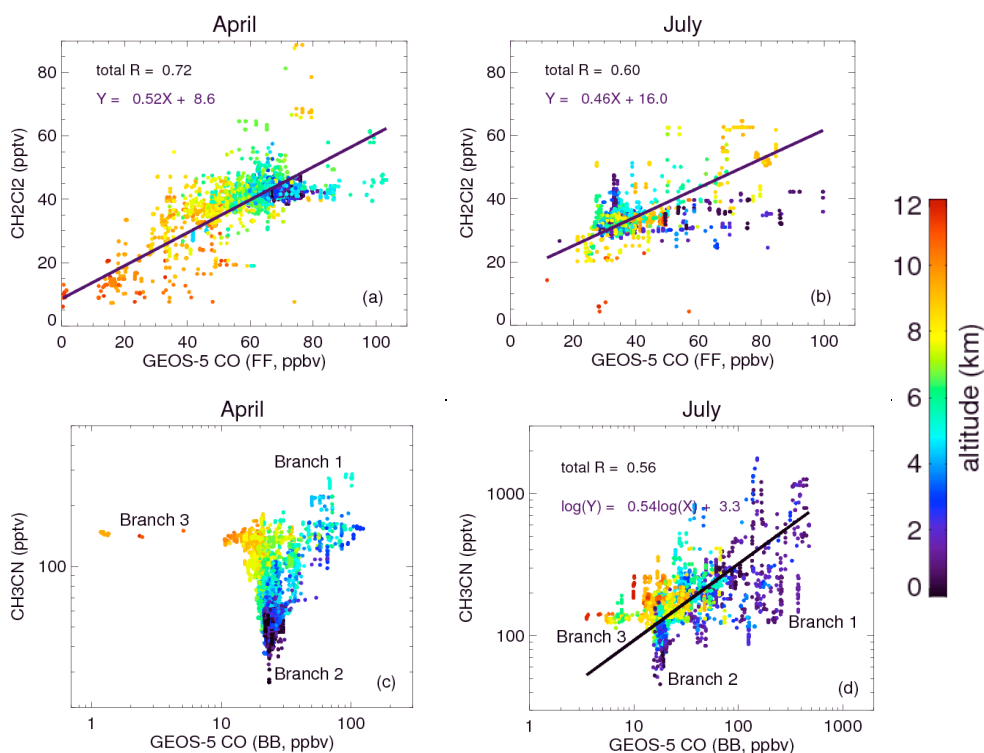 April
80
60
40
20
0
CH2Cl2 (pptv)
total R = 0.72
Y = 0.52X + 8.6
(a)
0 20 40 60 80 100
GEOS-5 CO (FF, ppbv)
July
80
60
40
20
0
CH2Cl2 (pptv)
total R = 0.60
Y = 0.46X + 16.0
(b)
20 40 60 80 100
GEOS-5 CO (FF, ppbv)
12
10
8
6
4
2
0
altitude (km)
April
100
CH3CN (pptv)
Branch 1
Branch 3
Branch 2
(c)
1 10 100
GEOS-5 CO (BB, ppbv)
July
1000
100
CH3CN (pptv)
total R = 0.56
log(Y) = 0.54log(X) + 3.3
Branch 3
Branch 1
Branch 2
(d)
1 10 100 1000
GEOS-5 CO (BB, ppbv)